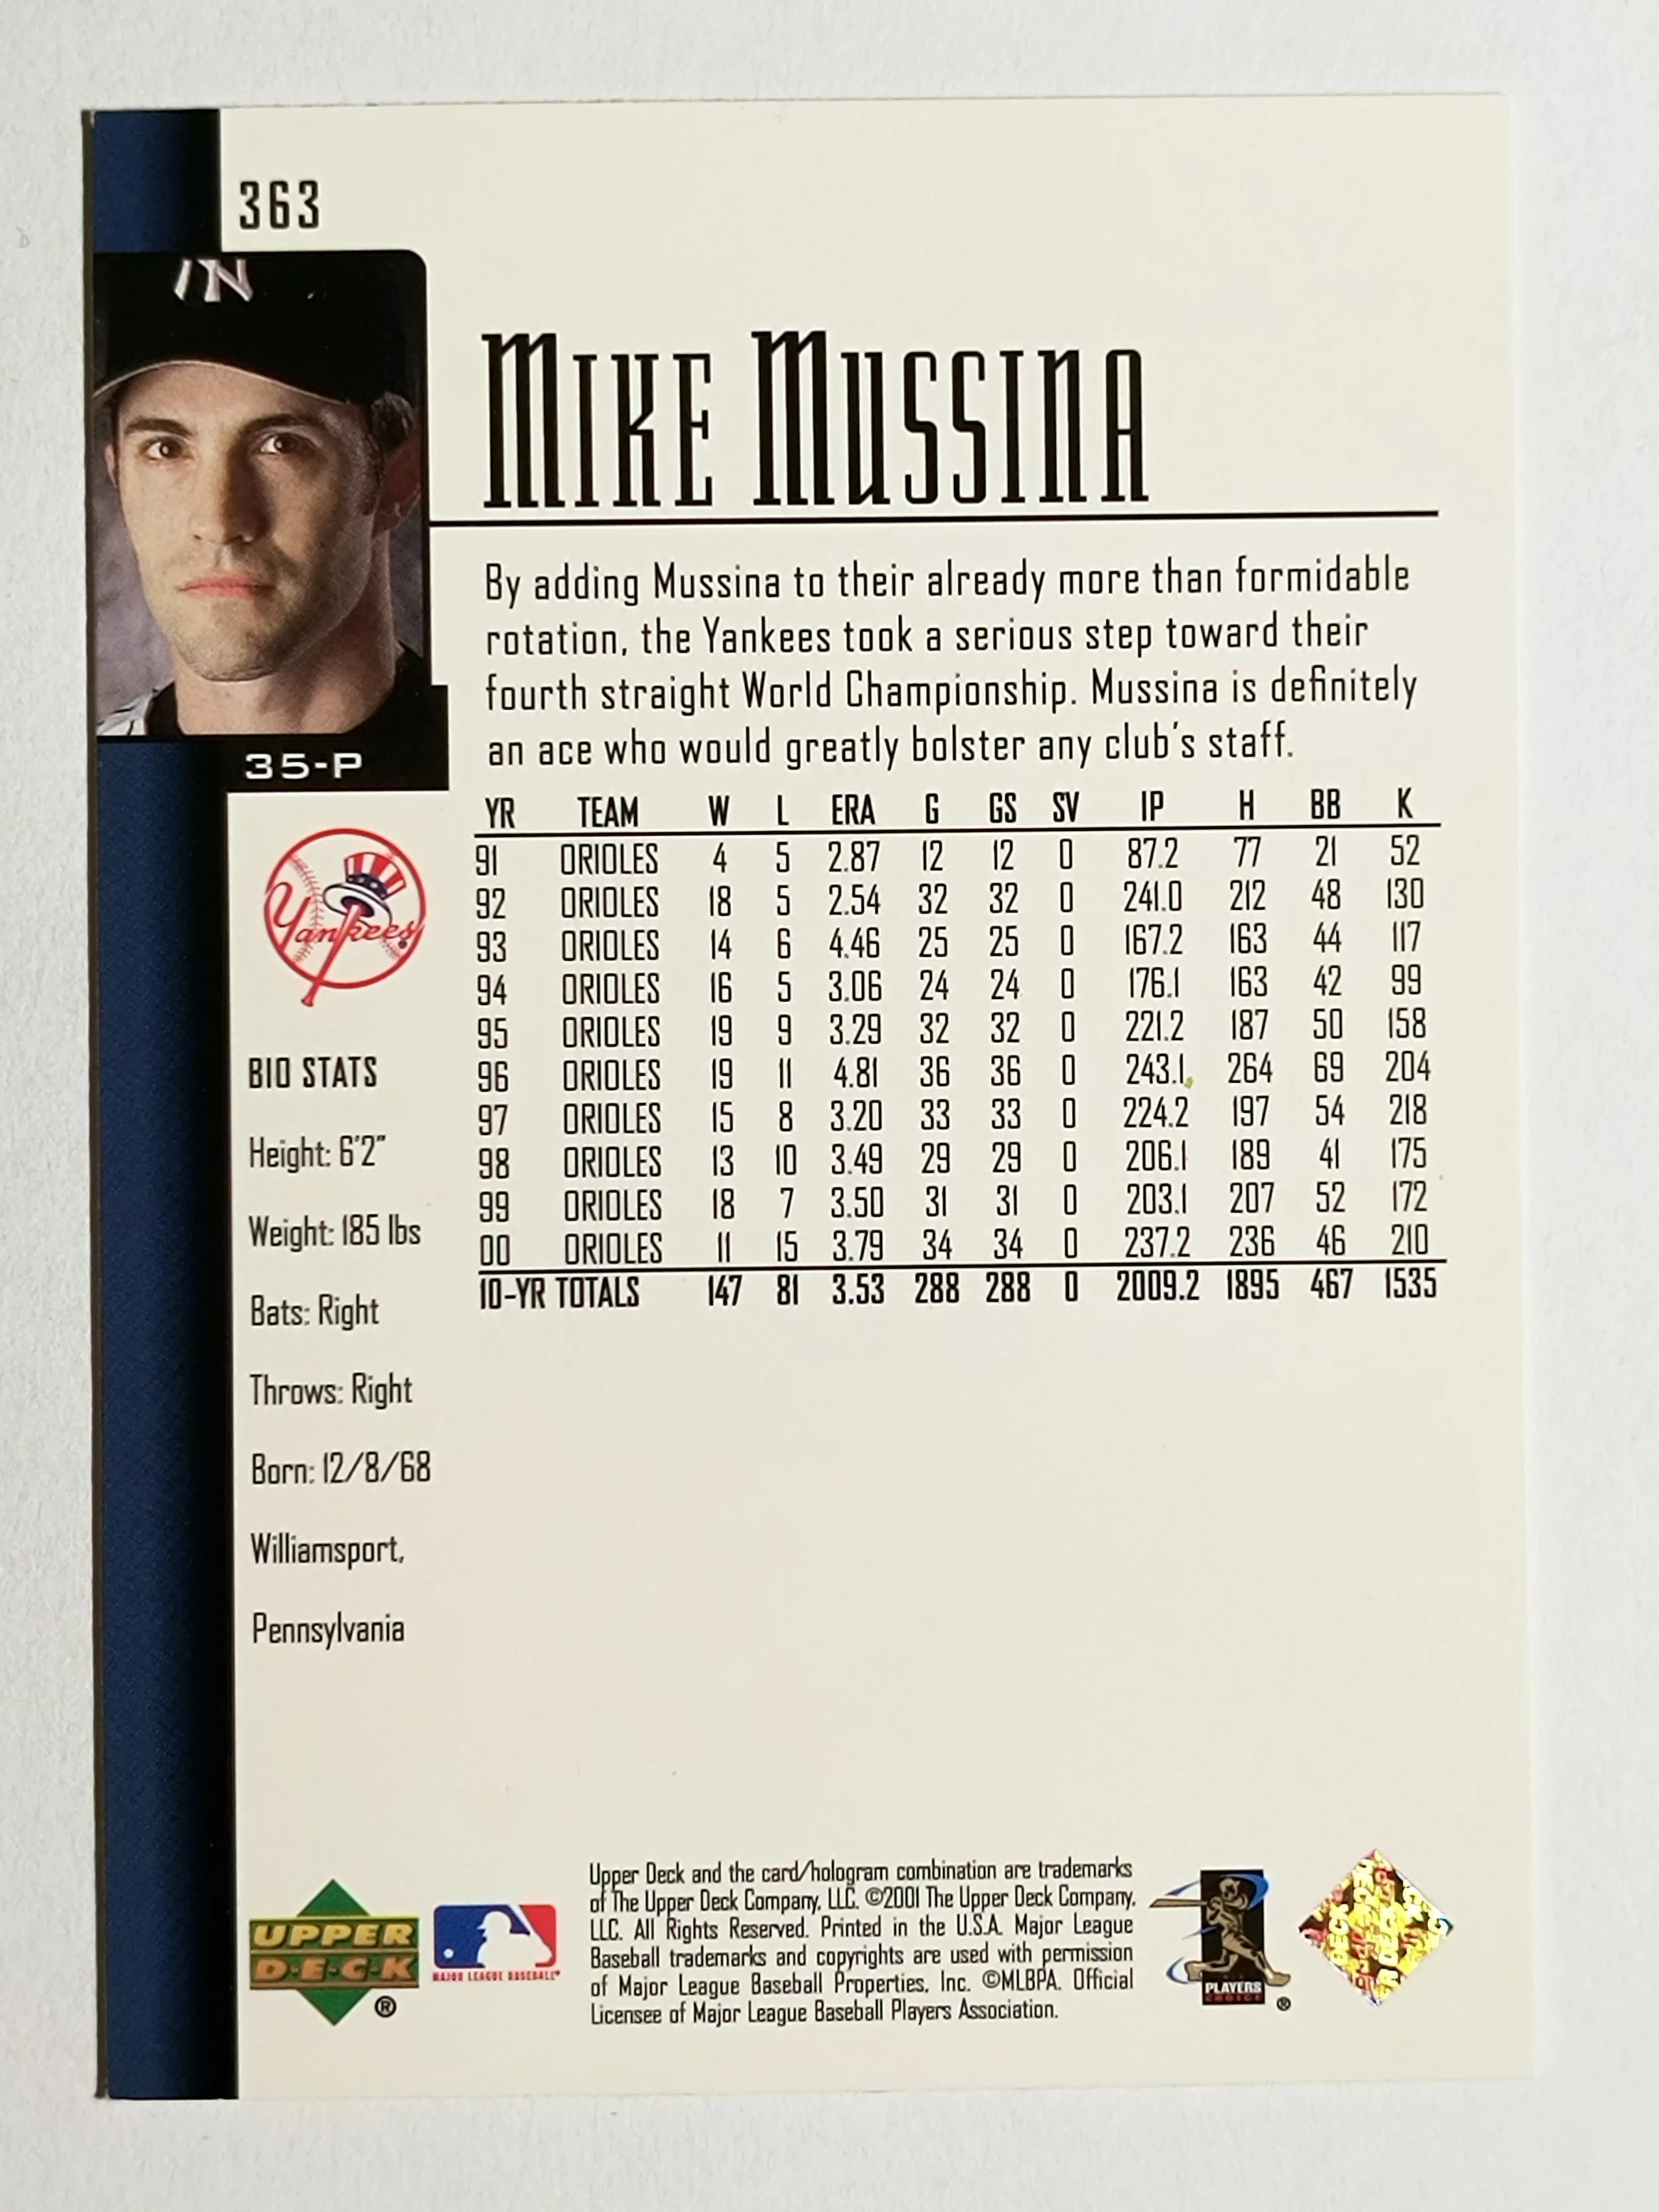 363
NY
MIKE MUSSINA
By adding Mussina to their already more than formidable
rotation, the Yankees took a serious step toward their
fourth straight World Championship. Mussina is definitely
an ace who would greatly bolster any club's staff.
35-P
YR TEAM W L ERA G GS SV IP H BB K
91 ORIOLES 4 5 2.87 12 12 0 87.2 77 21 52
92 ORIOLES 18 5 2.54 32 32 0 241.0 212 48 130
93 ORIOLES 14 6 4.46 25 25 0 167.2 163 44 117
94 ORIOLES 16 5 3.06 24 24 0 176.1 163 42 99
95 ORIOLES 19 9 3.29 32 32 0 221.2 187 50 158
96 ORIOLES 19 11 4.81 36 36 0 243.1 264 69 204
97 ORIOLES 15 8 3.20 33 33 0 224.2 197 54 218
98 ORIOLES 13 10 3.49 29 29 0 206.1 189 41 175
99 ORIOLES 18 7 3.50 31 31 0 203.1 207 52 172
00 ORIOLES 11 15 3.79 34 34 0 237.2 236 46 210
10-YR TOTALS 147 81 3.53 288 288 0 2009.2 1895 467 1535
Yankees
BIO STATS
Height: 6'2"
Weight: 185 lbs
Bats: Right
Throws: Right
Born: 12/8/68
Williamsport,
Pennsylvania
UPPER
DECK
®
MAJOR LEAGUE BASEBALL
Upper Deck and the card/hologram combination are trademarks
of The Upper Deck Company, LLC. ©2001 The Upper Deck Company,
LLC. All Rights Reserved. Printed in the U.S.A. Major League
Baseball trademarks and copyrights are used with permission
of Major League Baseball Properties, Inc. ©MLBPA. Official
Licensee of Major League Baseball Players Association.
PLAYERS
CHOICE
®